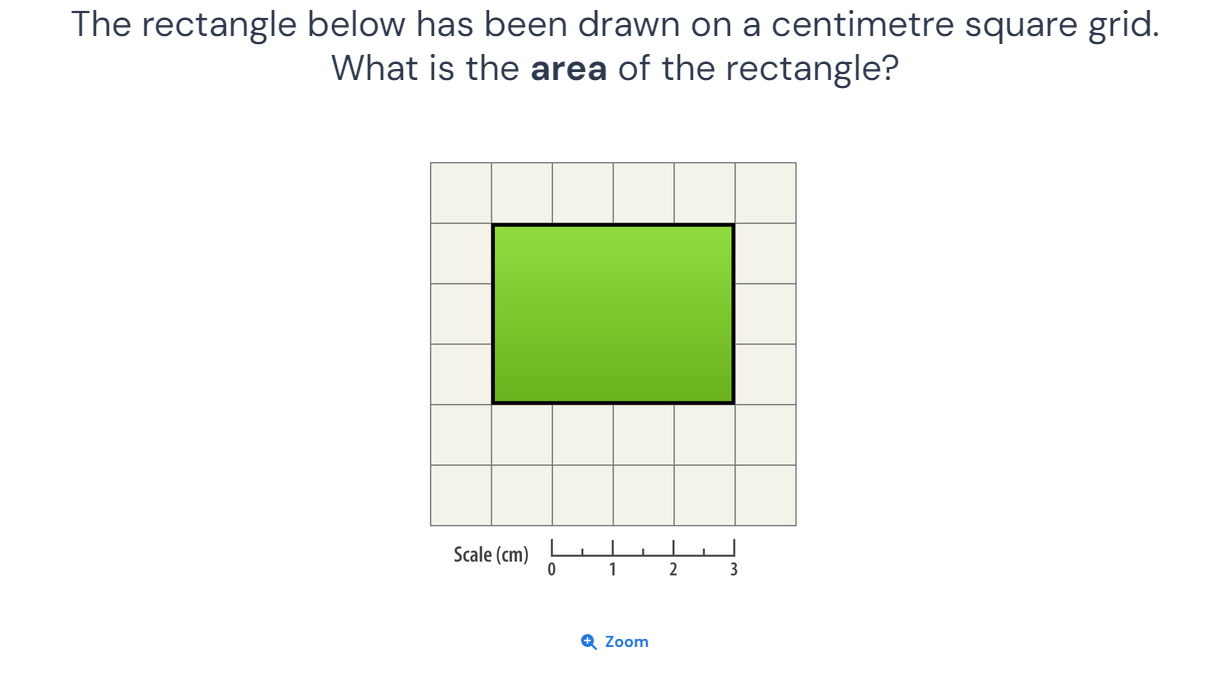 The rectangle below has been drawn on a centimetre square grid.
What is the area of the rectangle?
Scale (cm)
0 1 2 3
Zoom